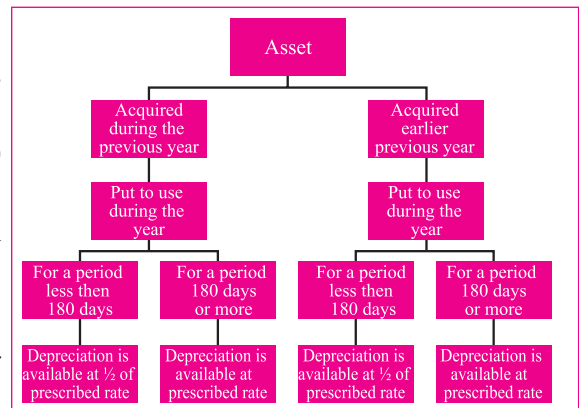 Asset
Acquired
during the
previous year
Acquired
earlier
previous year
Put to use
during the
year
Put to use
during the
year
For a period
less then
180 days
For a period
180 days
or more
For a period
less then
180 days
For a period
180 days
or more
Depreciation is
available at ½ of
prescribed rate
Depreciation is
available at
prescribed rate
Depreciation is
available at ½ of
prescribed rate
Depreciation is
available at
prescribed rate